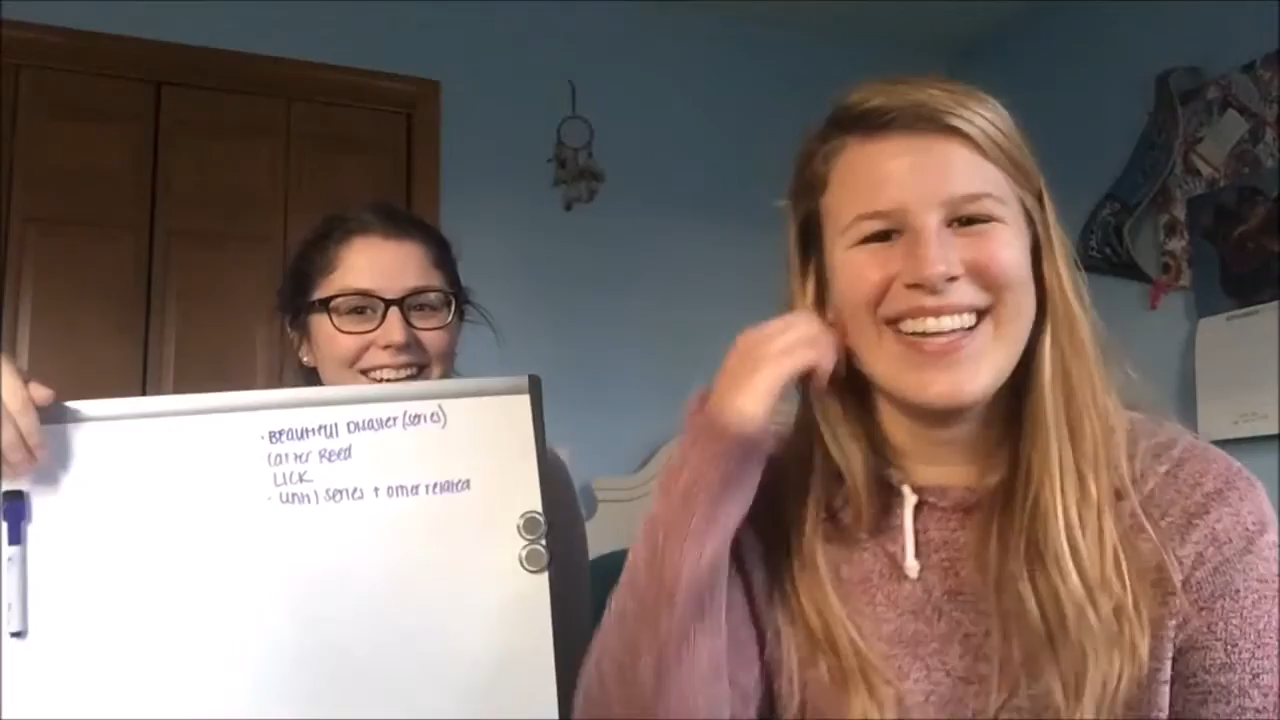 · BEAUTIFUL DISASTER (series)
Carter Reed
LICK
· Until series + other related